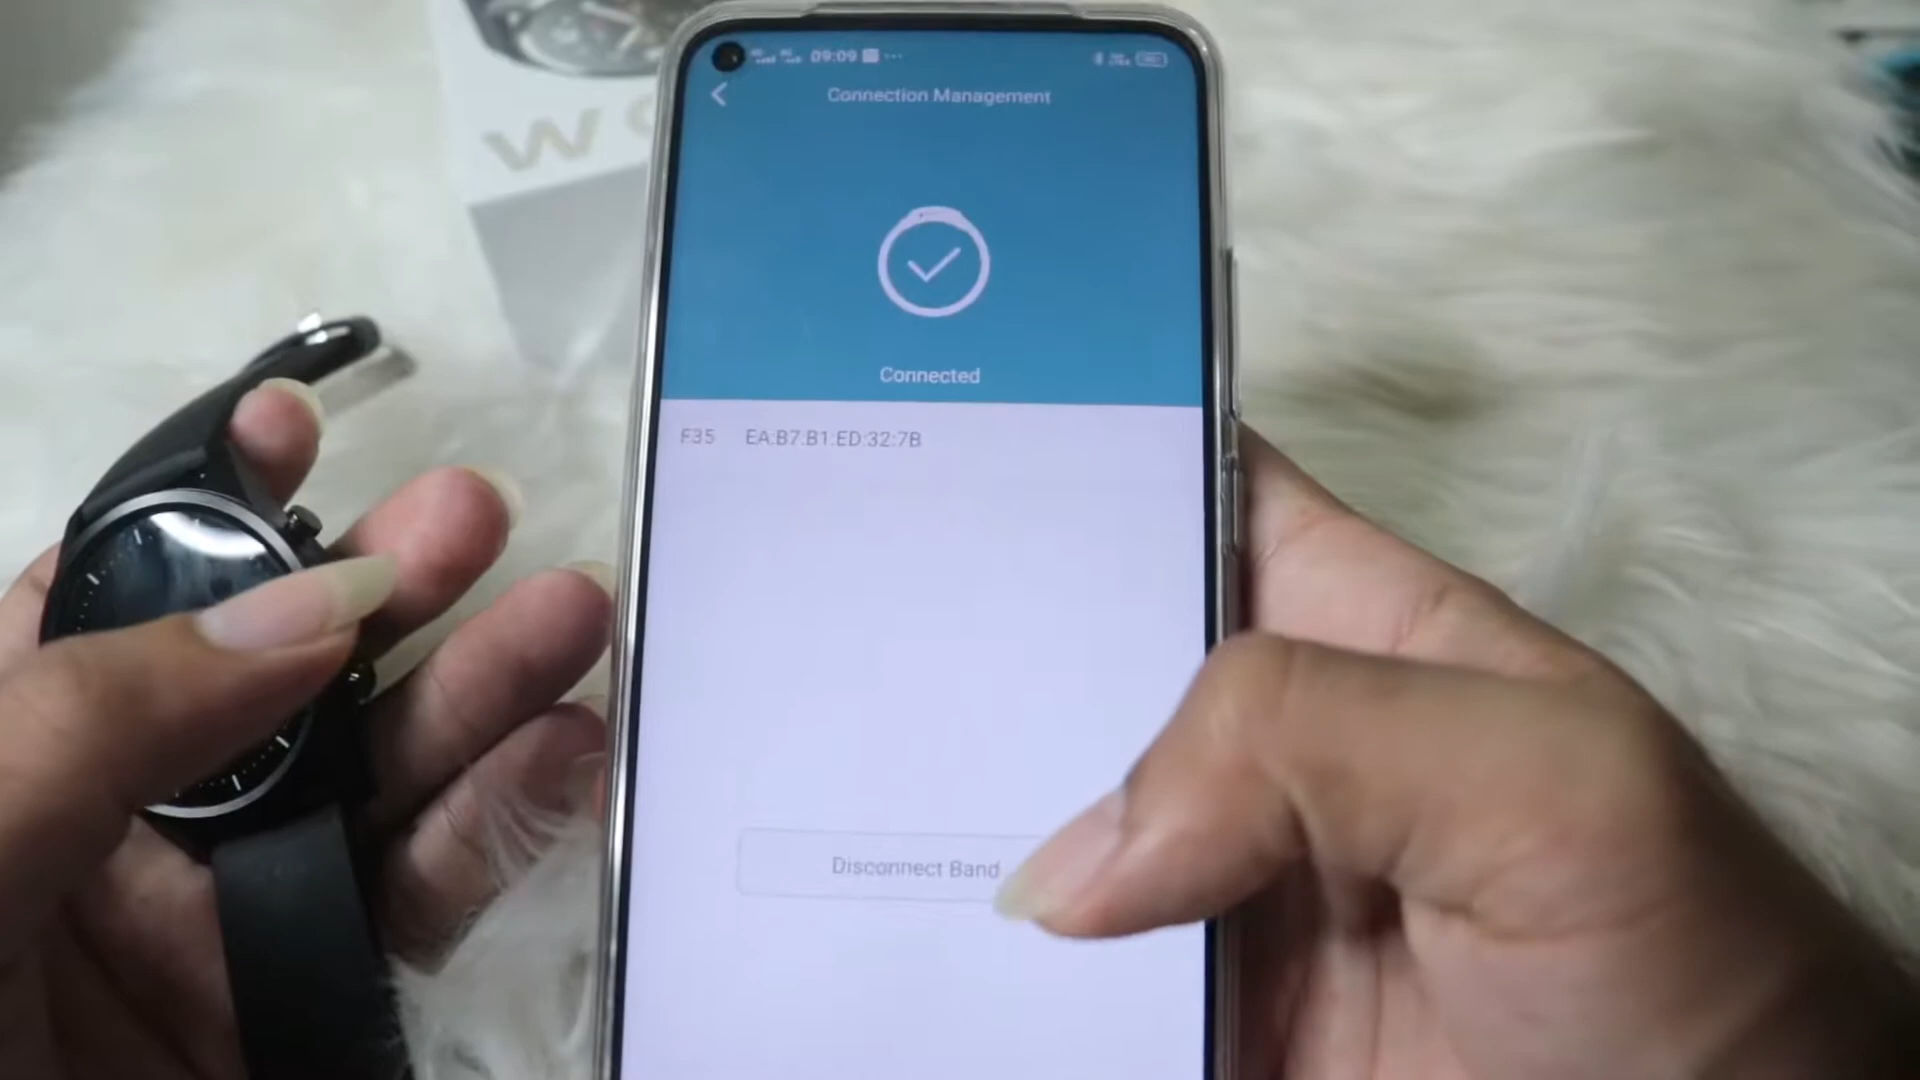 09:09
Connection Management
Connected
F35 EA:B7:B1:ED:32:7B
Disconnect Band